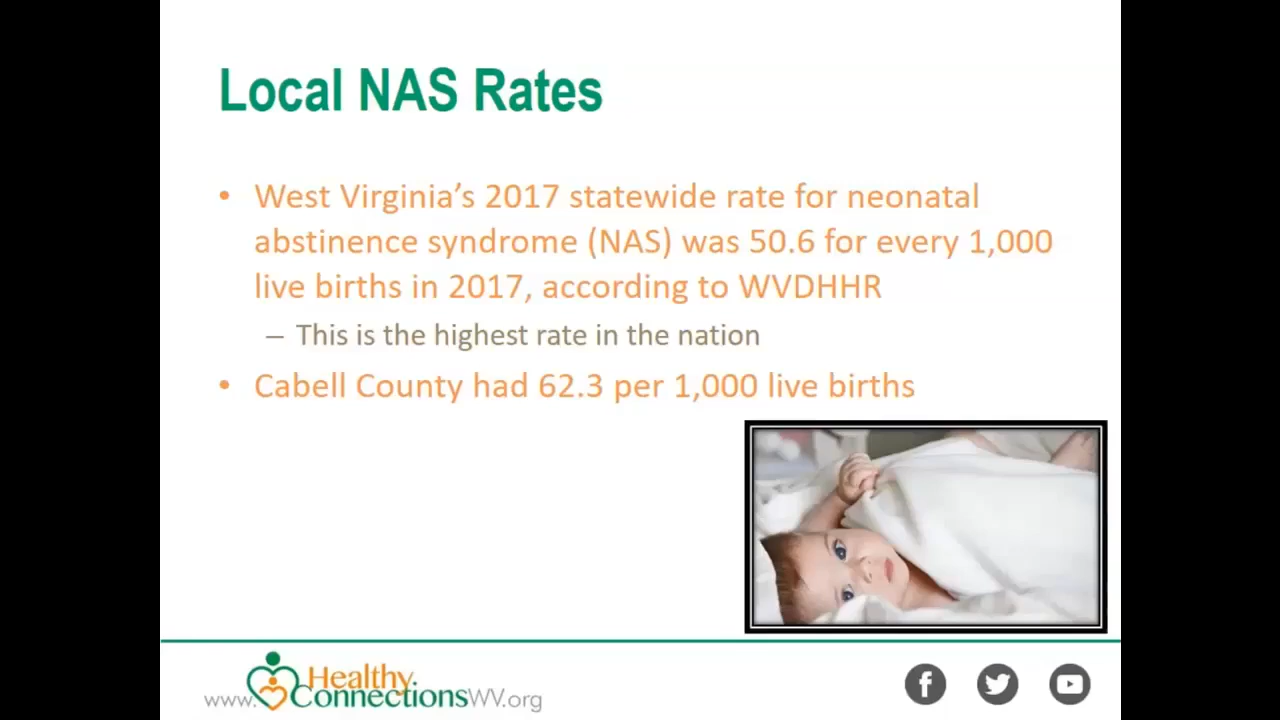 Local NAS Rates
• West Virginia’s 2017 statewide rate for neonatal
abstinence syndrome (NAS) was 50.6 for every 1,000
live births in 2017, according to WVDHHR
– This is the highest rate in the nation
• Cabell County had 62.3 per 1,000 live births
Healthy
www.ConnectionsWV.org